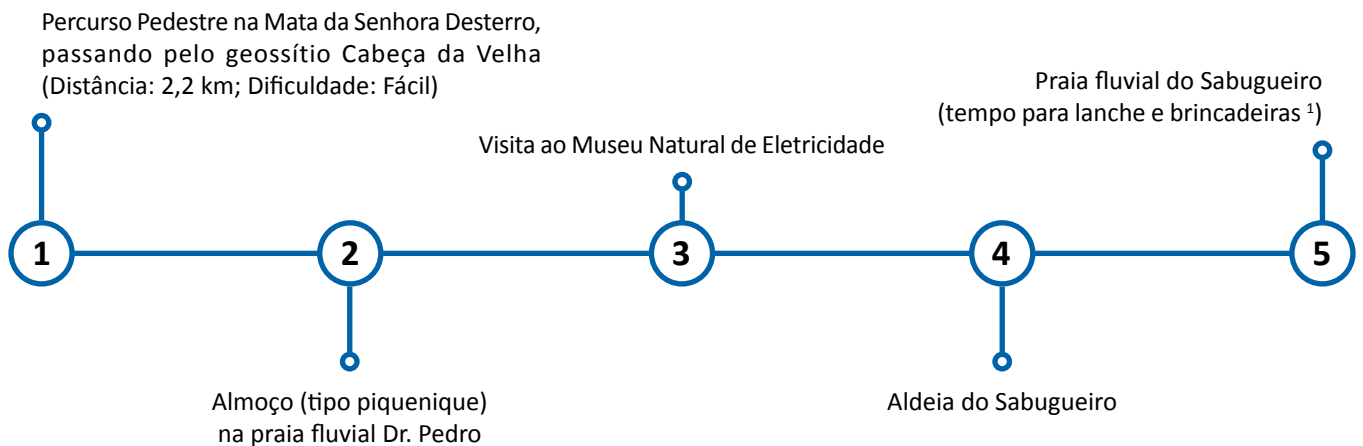 Percurso Pedestre na Mata da Senhora Desterro,
passando pelo geossítio Cabeça da Velha
(Distância: 2,2 km; Dificuldade: Fácil)
Praia fluvial do Sabugueiro
(tempo para lanche e brincadeiras ¹)
Visita ao Museu Natural de Eletricidade
1
2
3
4
5
Almoço (tipo piquenique)
na praia fluvial Dr. Pedro
Aldeia do Sabugueiro